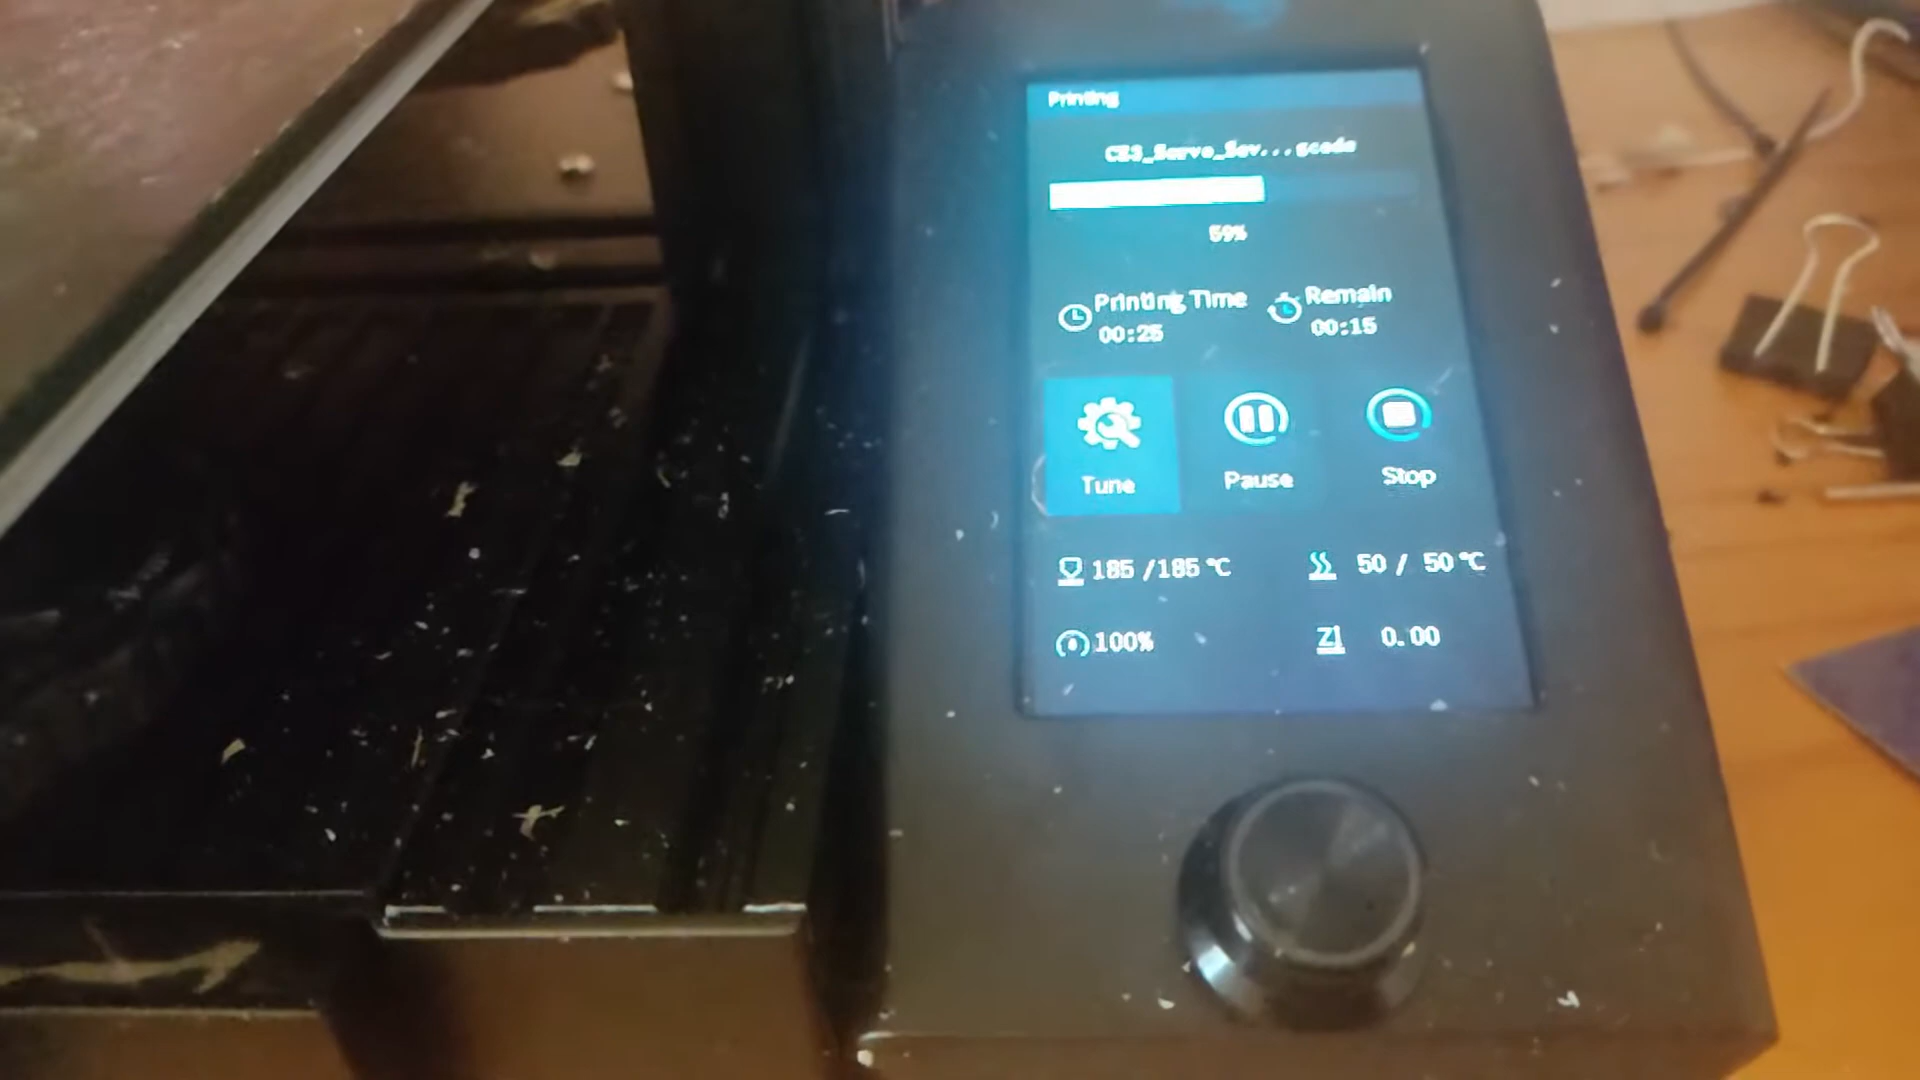 Printing
CE3_Servo_Sav...gcode
59%
Printing Time
00:25
Remain
00:15
Tune
Pause
Stop
185 /185 ℃
50 / 50 ℃
100%
Z
0.00